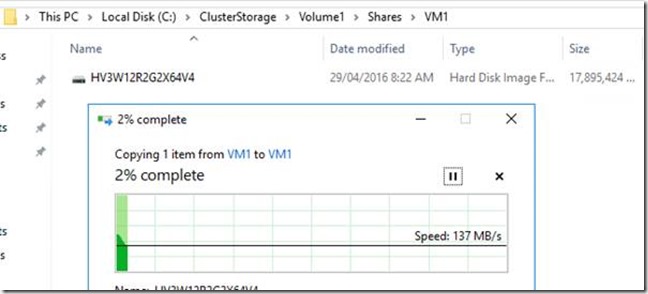 This PC > Local Disk (C:) > ClusterStorage > Volume1 > Shares > VM1
Name Date modified Type Size
HV3W12R2G2X64V4 29/04/2016 8:22 AM Hard Disk Image F... 17,895,424 ...
2% complete
Copying 1 item from VM1 to VM1
2% complete
Speed: 137 MB/s
Name: HV3W12R2G2X64V4